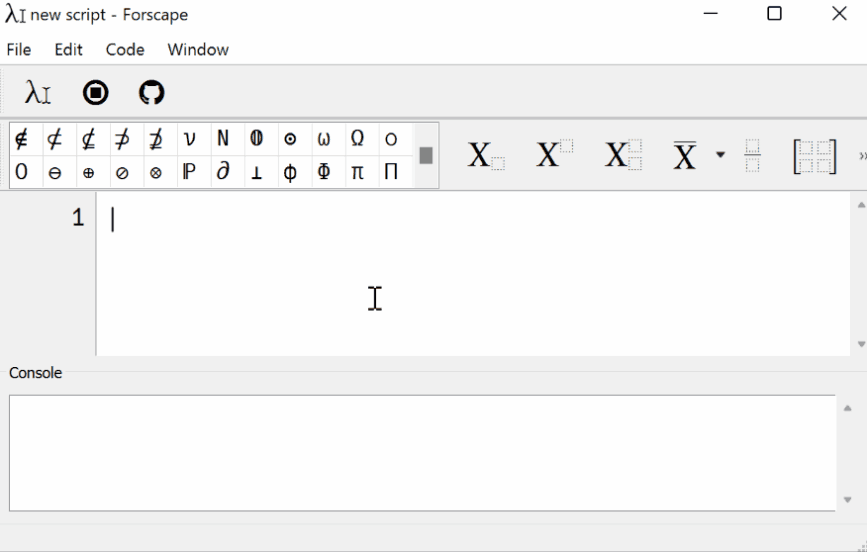 λI new script - Forscape
File Edit Code Window
λI
∉ ⊄ ⊈ ⊅ ⊉ ν N 𝟘 ⊙ ω Ω ο
Ο ⊖ ⊕ ⊘ ⊗ ℙ ∂ ⊥ ϕ Φ π Π
X X X X »
1
Console